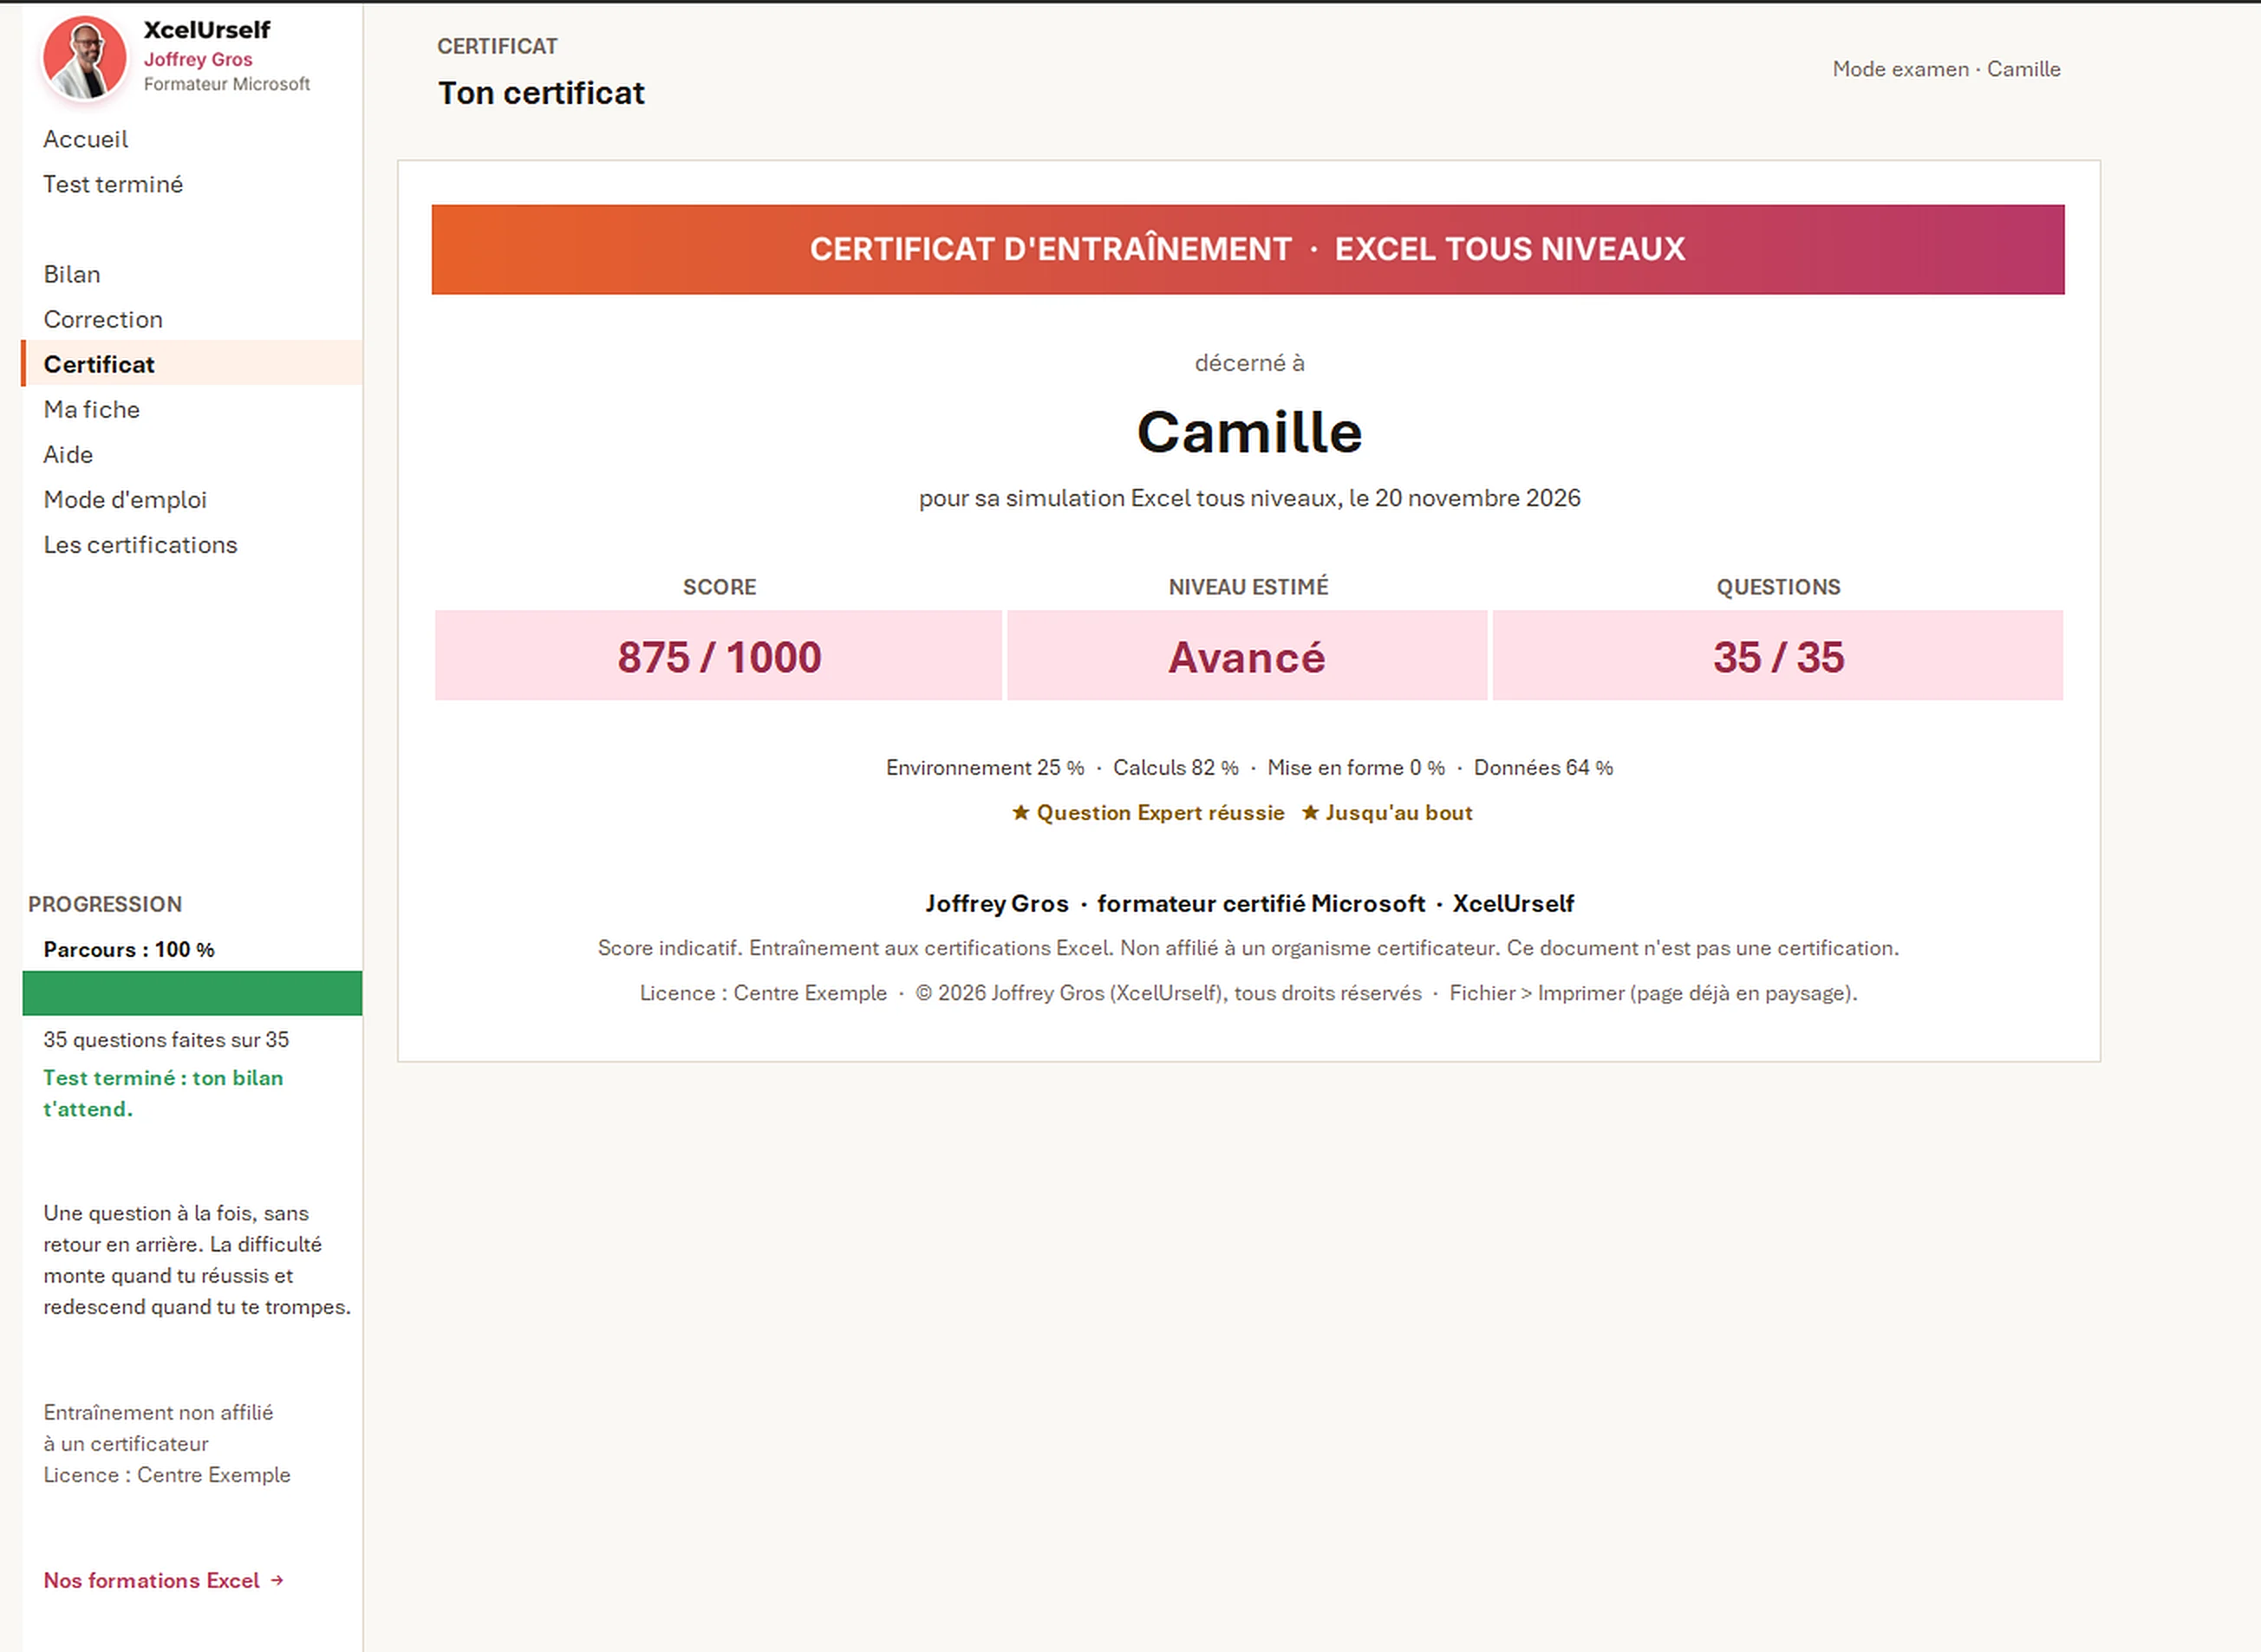 XcelUrself
Joffrey Gros
Formateur Microsoft
Accueil
Test terminé
Bilan
Correction
Certificat
Ma fiche
Aide
Mode d'emploi
Les certifications
PROGRESSION
Parcours : 100 %
35 questions faites sur 35
Test terminé : ton bilan
t'attend.
Une question à la fois, sans
retour en arrière. La difficulté
monte quand tu réussis et
redescend quand tu te trompes.
Entraînement non affilié
à un certificateur
Licence : Centre Exemple
Nos formations Excel →
CERTIFICAT
Ton certificat
Mode examen · Camille
CERTIFICAT D'ENTRAÎNEMENT · EXCEL TOUS NIVEAUX
décerné à
Camille
pour sa simulation Excel tous niveaux, le 20 novembre 2026
SCORE NIVEAU ESTIMÉ QUESTIONS
875 / 1000 Avancé 35 / 35
Environnement 25 % · Calculs 82 % · Mise en forme 0 % · Données 64 %
★ Question Expert réussie ★ Jusqu'au bout
Joffrey Gros · formateur certifié Microsoft · XcelUrself
Score indicatif. Entraînement aux certifications Excel. Non affilié à un organisme certificateur. Ce document n'est pas une certification.
Licence : Centre Exemple · © 2026 Joffrey Gros (XcelUrself), tous droits réservés · Fichier > Imprimer (page déjà en paysage).